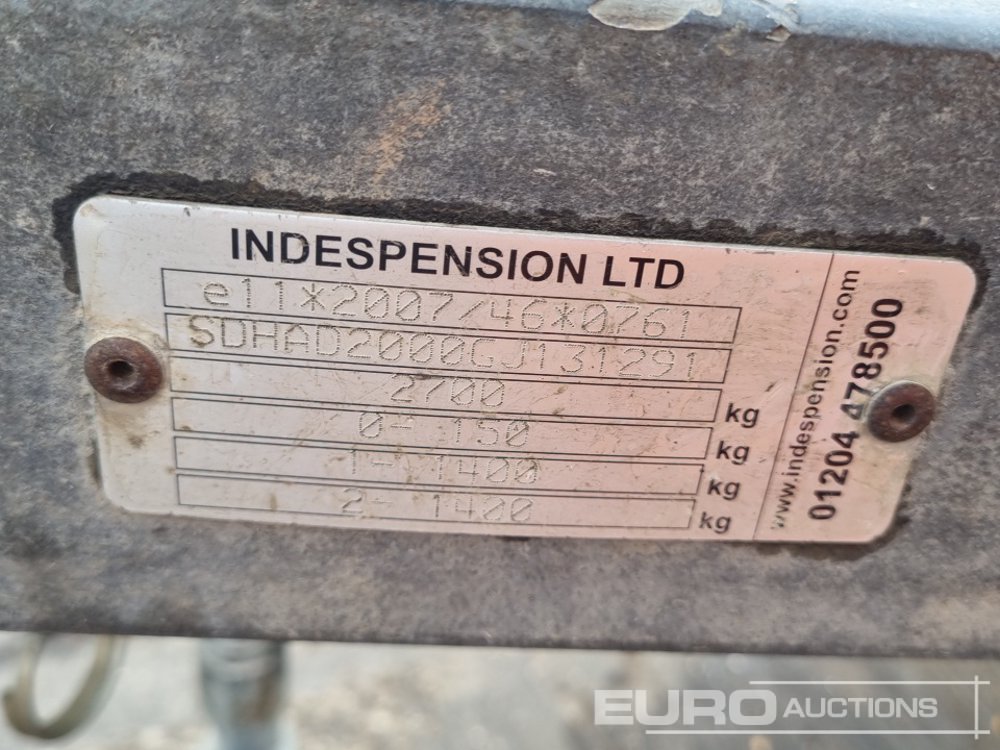 INDESPENSION LTD
e11*2007/46*0761
SDHAD2000GJ131291
2700 kg
0- 150 kg
1- 1400 kg
2- 1400 kg
www.indespension.com
01204 478500
EURO AUCTIONS